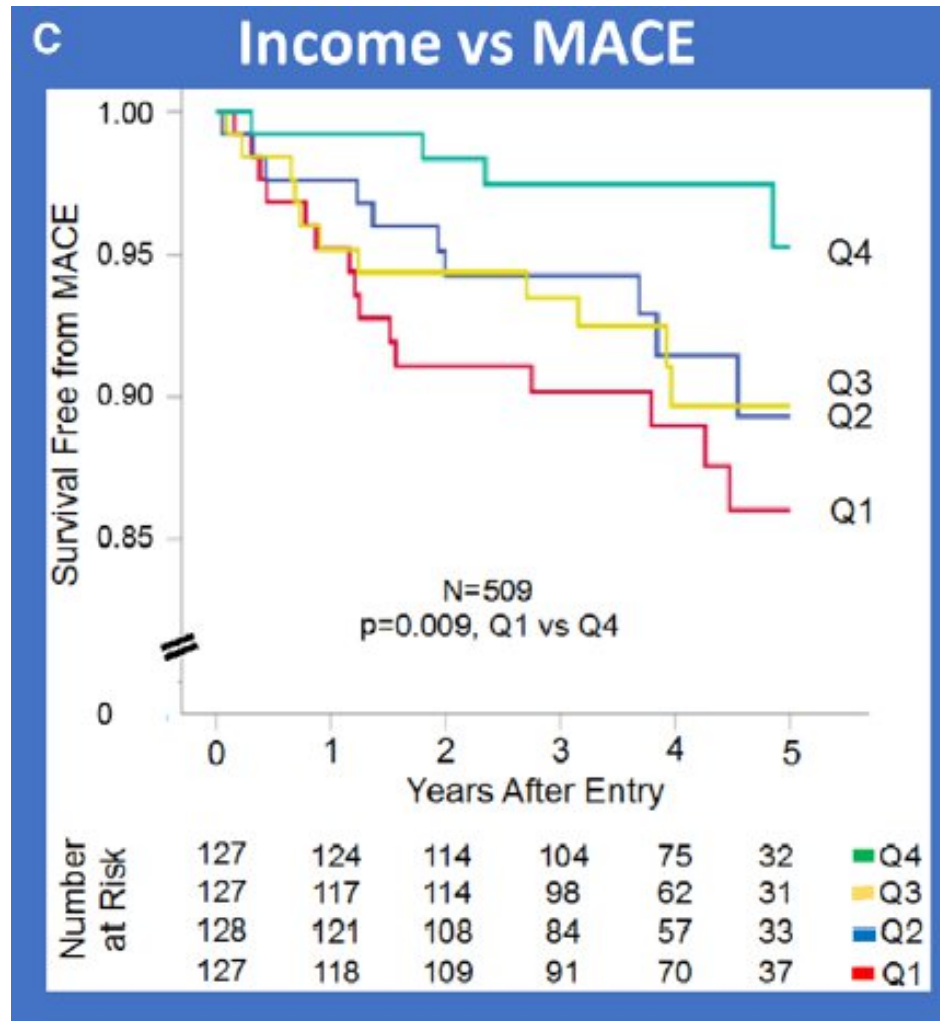 C Income vs MACE
Survival Free from MACE
1.00
0.95
0.90
0.85
0
Q4
Q3
Q2
Q1
N=509
p=0.009, Q1 vs Q4
0 1 2 3 4 5
Years After Entry
Number
at Risk
127 124 114 104 75 32 Q4
127 117 114 98 62 31 Q3
128 121 108 84 57 33 Q2
127 118 109 91 70 37 Q1